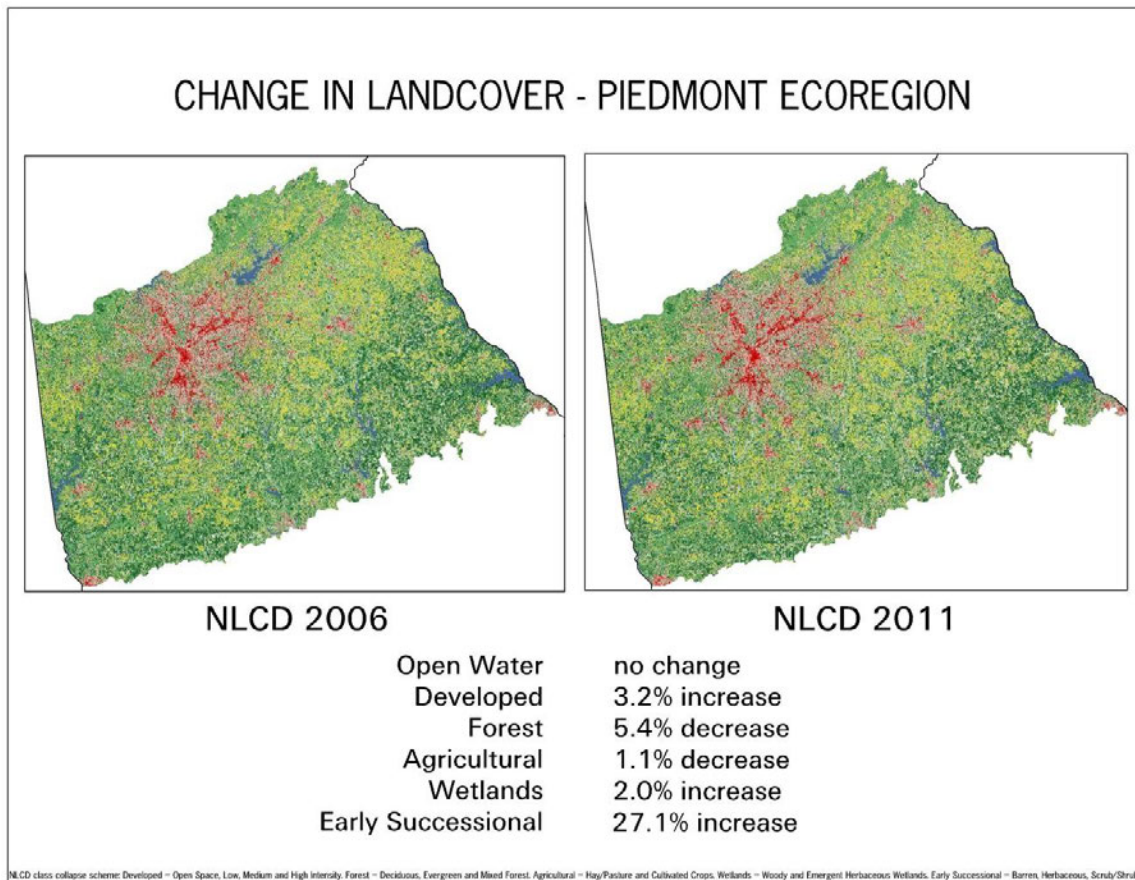 CHANGE IN LANDCOVER - PIEDMONT ECOREGION
NLCD 2006 NLCD 2011
Open Water no change
Developed 3.2% increase
Forest 5.4% decrease
Agricultural 1.1% decrease
Wetlands 2.0% increase
Early Successional 27.1% increase
NLCD class collapse scheme: Developed – Open Space, Low, Medium and High Intensity. Forest – Deciduous, Evergreen and Mixed Forest. Agricultural – Hay/Pasture and Cultivated Crops. Wetlands – Woody and Emergent Herbaceous Wetlands. Early Successional – Barren, Herbaceous, Scrub/Shru